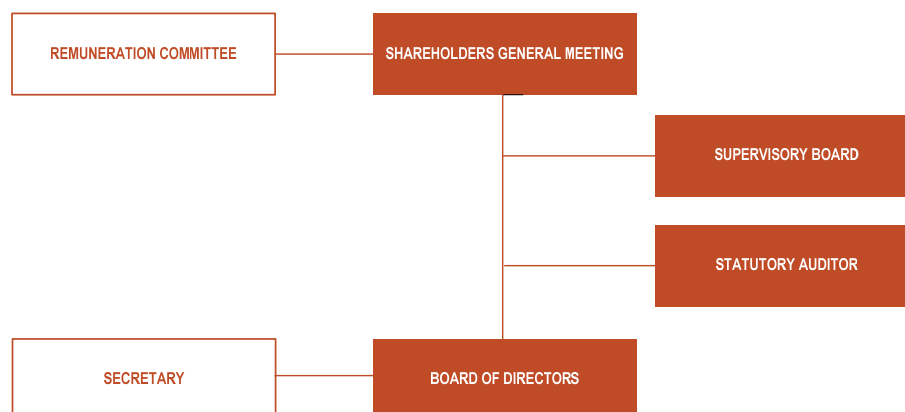 REMUNERATION COMMITTEE
SHAREHOLDERS GENERAL MEETING
SUPERVISORY BOARD
STATUTORY AUDITOR
SECRETARY
BOARD OF DIRECTORS